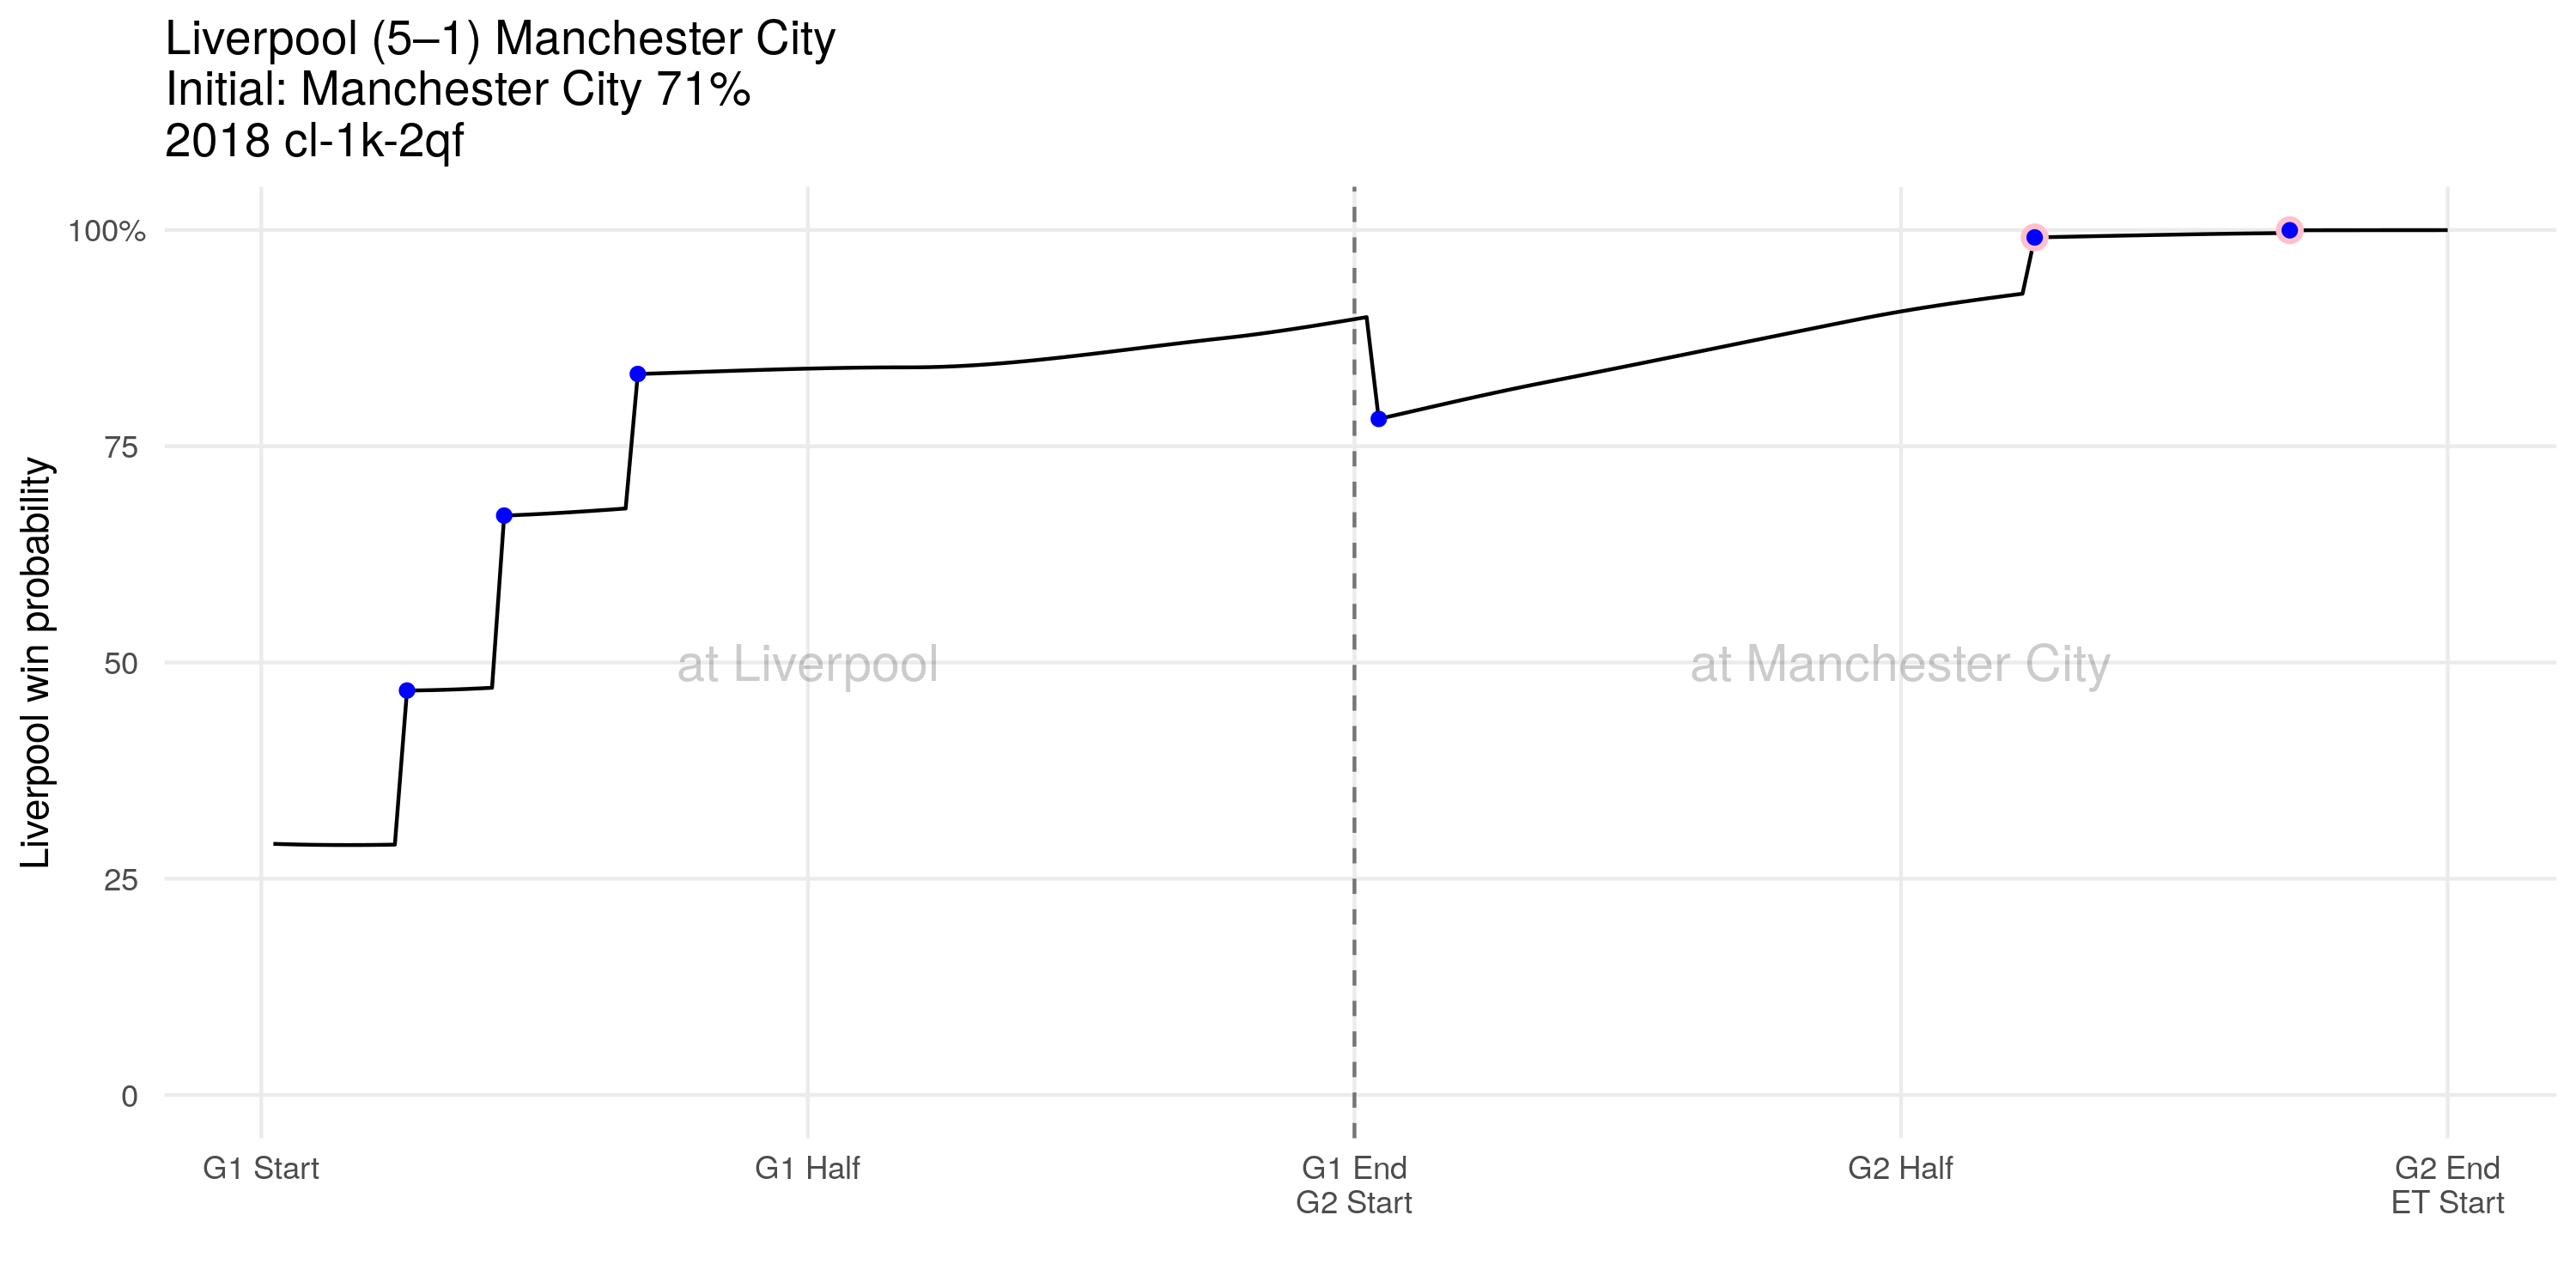 Liverpool (5–1) Manchester City
Initial: Manchester City 71%
2018 cl-1k-2qf
Liverpool win probability
100%
75
50
25
0
at Liverpool
at Manchester City
G1 Start
G1 Half
G1 End
G2 Start
G2 Half
G2 End
ET Start